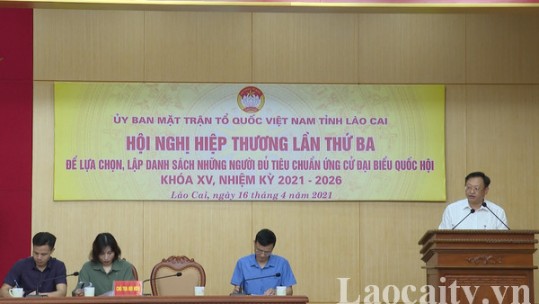 Laocaitv.vn
ỦY BAN MẶT TRẬN TỔ QUỐC VIỆT NAM TỈNH LÀO CAI
HỘI NGHỊ HIỆP THƯƠNG LẦN THỨ BA
ĐỂ LỰA CHỌN, LẬP DANH SÁCH NHỮNG NGƯỜI ĐỦ TIÊU CHUẨN ỨNG CỬ ĐẠI BIỂU QUỐC HỘI
KHÓA XV, NHIỆM KỲ 2021 - 2026
Lào Cai, ngày 16 tháng 4 năm 2021
Laocaitv.vn